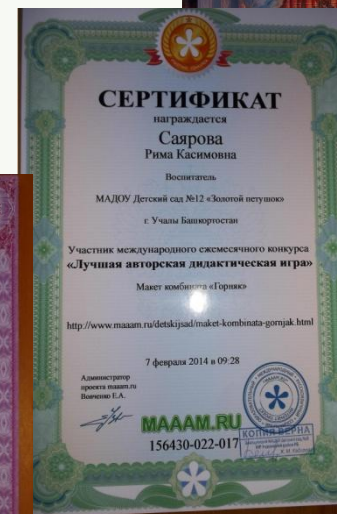 СЕРТИФИКАТ
награждается
Саярова
Рима Касимовна
Воспитатель
МАДОУ Детский сад №12 «Золотой петушок»
г. Учалы Башкортостан
Участник международного ежемесячного конкурса
«Лучшая авторская дидактическая игра»
Макет комбината «Горняк»
http://www.maaam.ru/detskijsad/maket-kombinata-gornjak.html
7 февраля 2014 в 09:28
Администратор
проекта maaam.ru
Вовченко Е.А.
MAAAM.RU
156430-022-017
КОПИЯ ВЕРНА